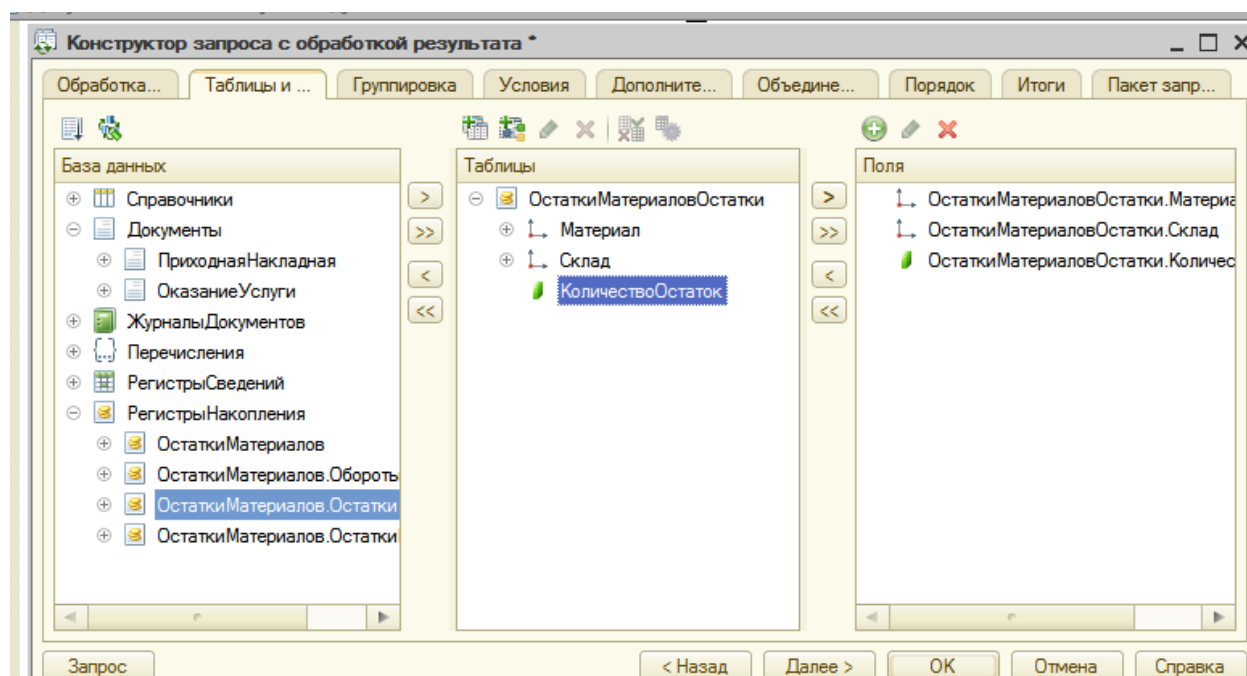 Конструктор запроса с обработкой результата *
Обработка... Таблицы и ... Группировка Условия Дополните... Объедине... Порядок Итоги Пакет запр...
База данных
Справочники
Документы
ПриходнаяНакладная
ОказаниеУслуги
ЖурналыДокументов
Перечисления
РегистрыСведений
РегистрыНакопления
ОстаткиМатериалов
ОстаткиМатериалов.Обороты
ОстаткиМатериалов.Остатки
ОстаткиМатериалов.Остатки
>
>>
<
<<
Таблицы
ОстаткиМатериаловОстатки
Материал
Склад
КоличествоОстаток
>
>>
<
<<
Поля
ОстаткиМатериаловОстатки.Материа
ОстаткиМатериаловОстатки.Склад
ОстаткиМатериаловОстатки.Количес
Запрос < Назад Далее > ОК Отмена Справка